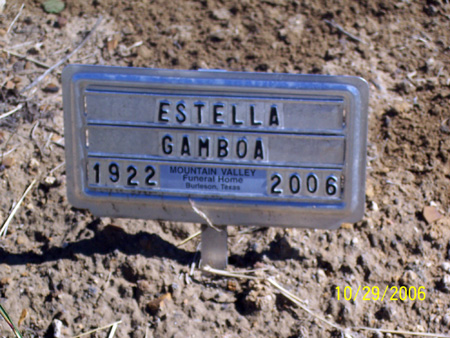 ESTELLA
GAMBOA
1922 MOUNTAIN VALLEY 2006
Funeral Home
Burleson, Texas
10/29/2006